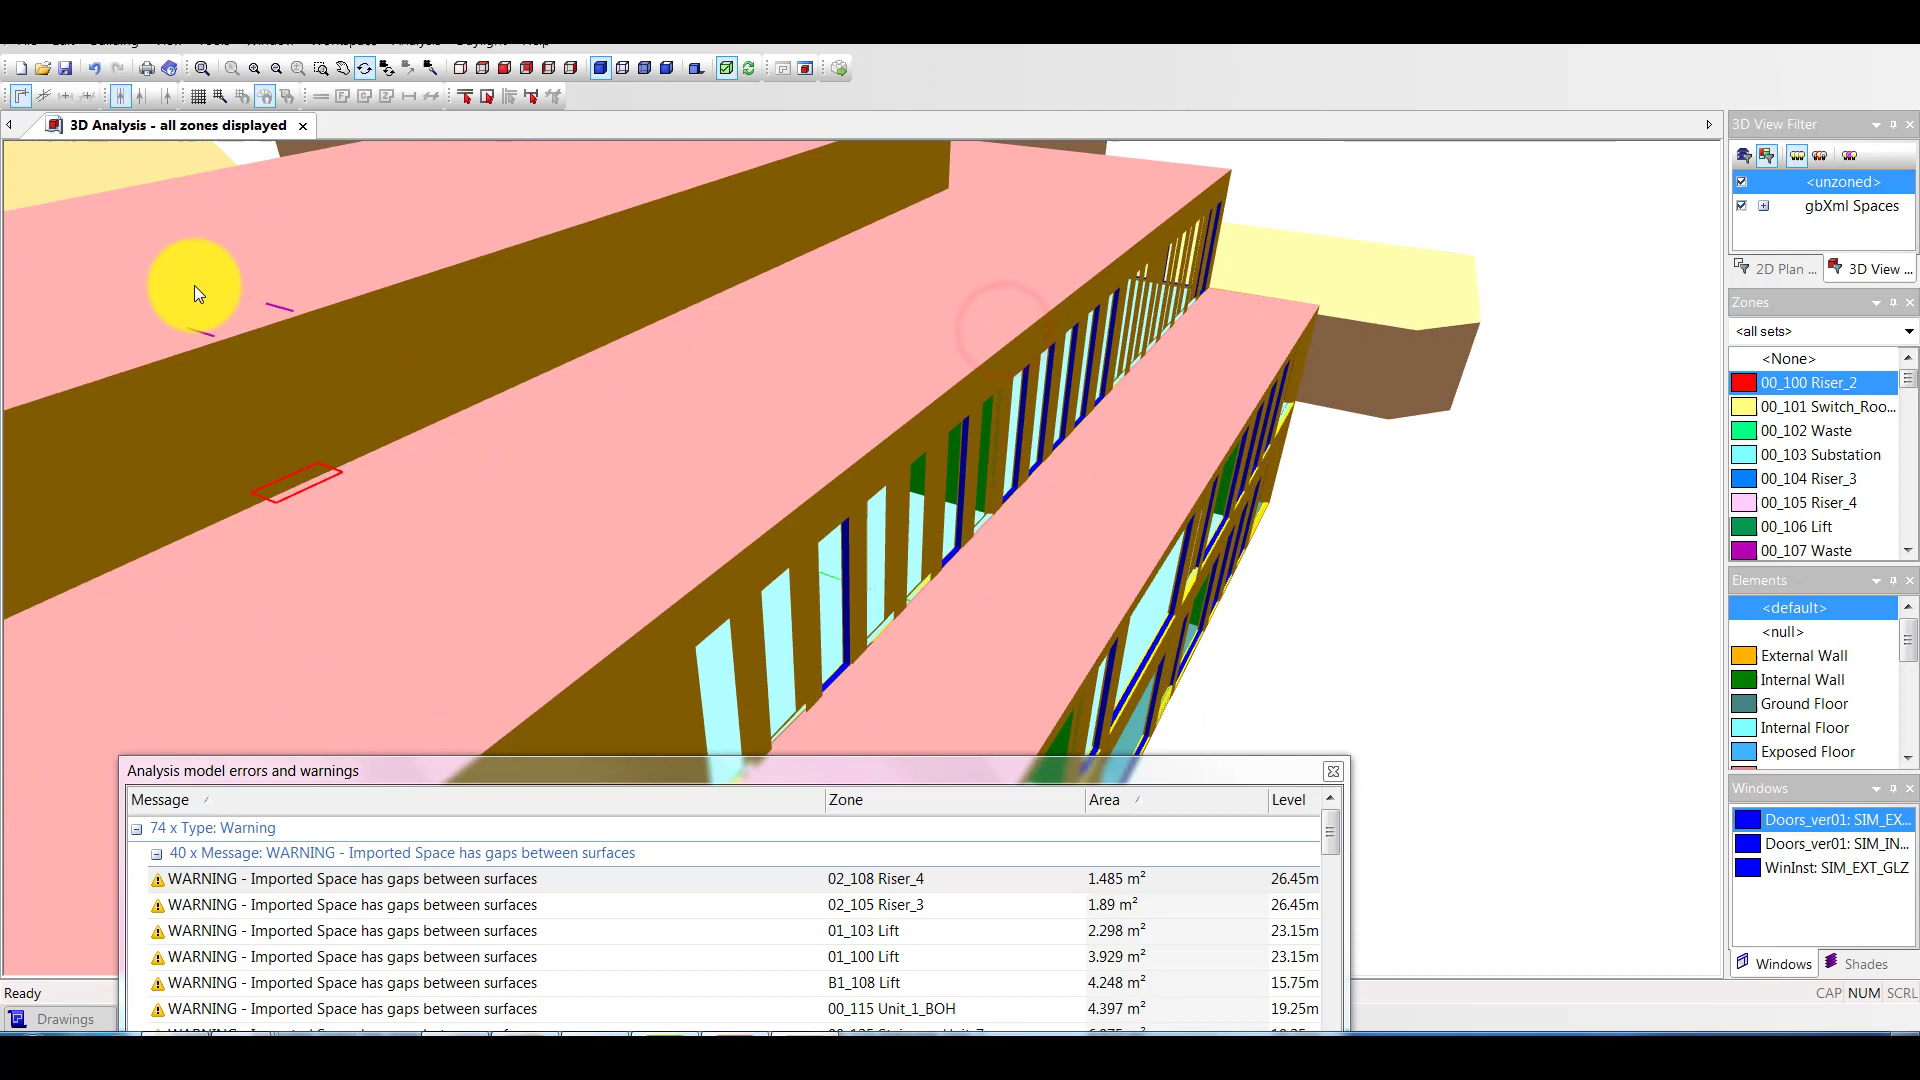 3D Analysis - all zones displayed
3D View Filter
<unzoned>
gbXml Spaces
2D Plan ...
3D View ...
Zones
<all sets>
<None>
00_100 Riser_2
00_101 Switch_Roo...
00_102 Waste
00_103 Substation
00_104 Riser_3
00_105 Riser_4
00_106 Lift
00_107 Waste
Elements
<default>
<null>
External Wall
Internal Wall
Ground Floor
Internal Floor
Exposed Floor
Windows
Doors_ver01: SIM_EX...
Doors_ver01: SIM_IN...
WinInst: SIM_EXT_GLZ
Windows
Shades
Analysis model errors and warnings
Message Zone Area Level
74 x Type: Warning
40 x Message: WARNING - Imported Space has gaps between surfaces
WARNING - Imported Space has gaps between surfaces 02_108 Riser_4 1.485 m² 26.45m
WARNING - Imported Space has gaps between surfaces 02_105 Riser_3 1.89 m² 26.45m
WARNING - Imported Space has gaps between surfaces 01_103 Lift 2.298 m² 23.15m
WARNING - Imported Space has gaps between surfaces 01_100 Lift 3.929 m² 23.15m
WARNING - Imported Space has gaps between surfaces B1_108 Lift 4.248 m² 15.75m
WARNING - Imported Space has gaps between surfaces 00_115 Unit_1_BOH 4.397 m² 19.25m
Ready
CAP NUM SCRL
Drawings